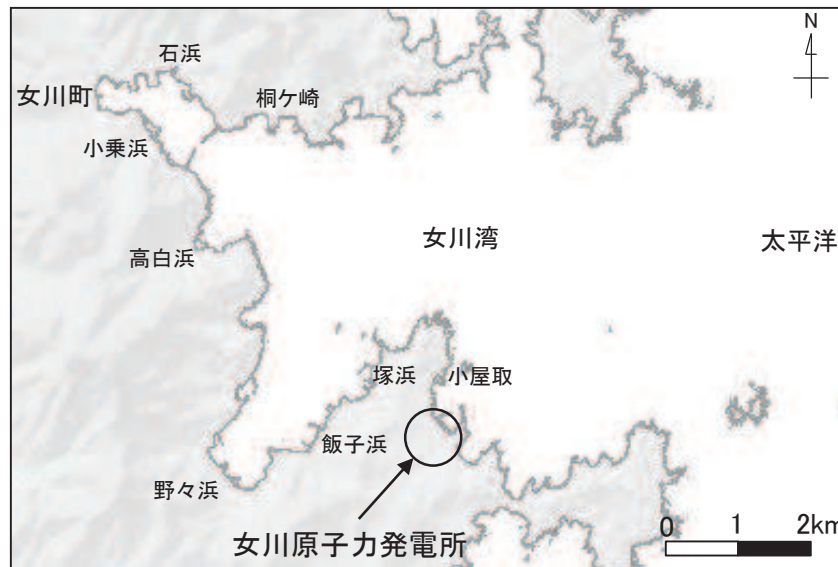 N
石浜
女川町
桐ケ崎
小乗浜
高白浜
女川湾
太平洋
塚浜
小屋取
飯子浜
野々浜
女川原子力発電所
0 1 2km